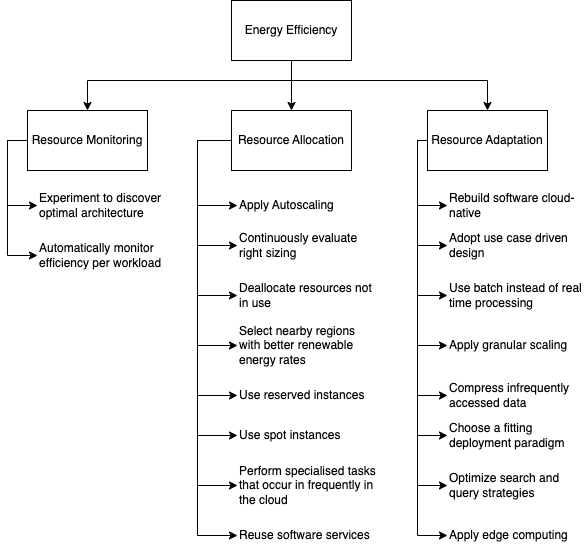 Energy Efficiency
Resource Monitoring
Experiment to discover
optimal architecture
Automatically monitor
efficiency per workload
Resource Allocation
Apply Autoscaling
Continuously evaluate
right sizing
Deallocate resources not
in use
Select nearby regions
with better renewable
energy rates
Use reserved instances
Use spot instances
Perform specialised tasks
that occur in frequently in
the cloud
Reuse software services
Resource Adaptation
Rebuild software cloud-
native
Adopt use case driven
design
Use batch instead of real
time processing
Apply granular scaling
Compress infrequently
accessed data
Choose a fitting
deployment paradigm
Optimize search and
query strategies
Apply edge computing